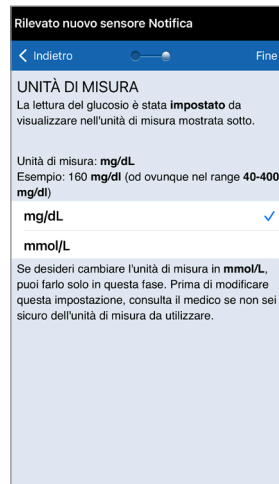 Rilevato nuovo sensore Notifica
Indietro
Fine
UNITÀ DI MISURA
La lettura del glucosio è stata impostato da
visualizzare nell'unità di misura mostrata sotto.
Unità di misura: mg/dL
Esempio: 160 mg/dl (od ovunque nel range 40-400
mg/dl)
mg/dL
mmol/L
Se desideri cambiare l'unità di misura in mmol/L,
puoi farlo solo in questa fase. Prima di modificare
questa impostazione, consulta il medico se non sei
sicuro dell'unità di misura da utilizzare.